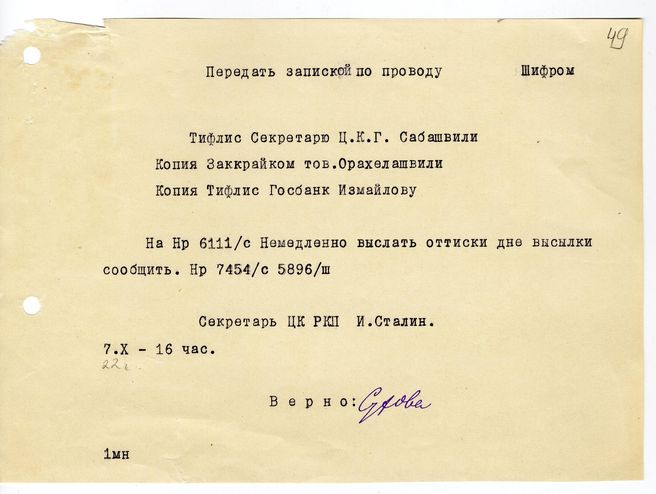 49
Передать запиской по проводу Шифром
Тифлис Секретарю Ц.К.Г. Сабашвили
Копия Заккрайком тов.Орахелашвили
Копия Тифлис Госбанк Измайлову
На Нр 6111/с Немедленно выслать оттиски дне высылки
сообщить. Нр 7454/с 5896/ш
Секретарь ЦК РКП И.Сталин.
7.X - 16 час.
22г.
Верно:
1мн